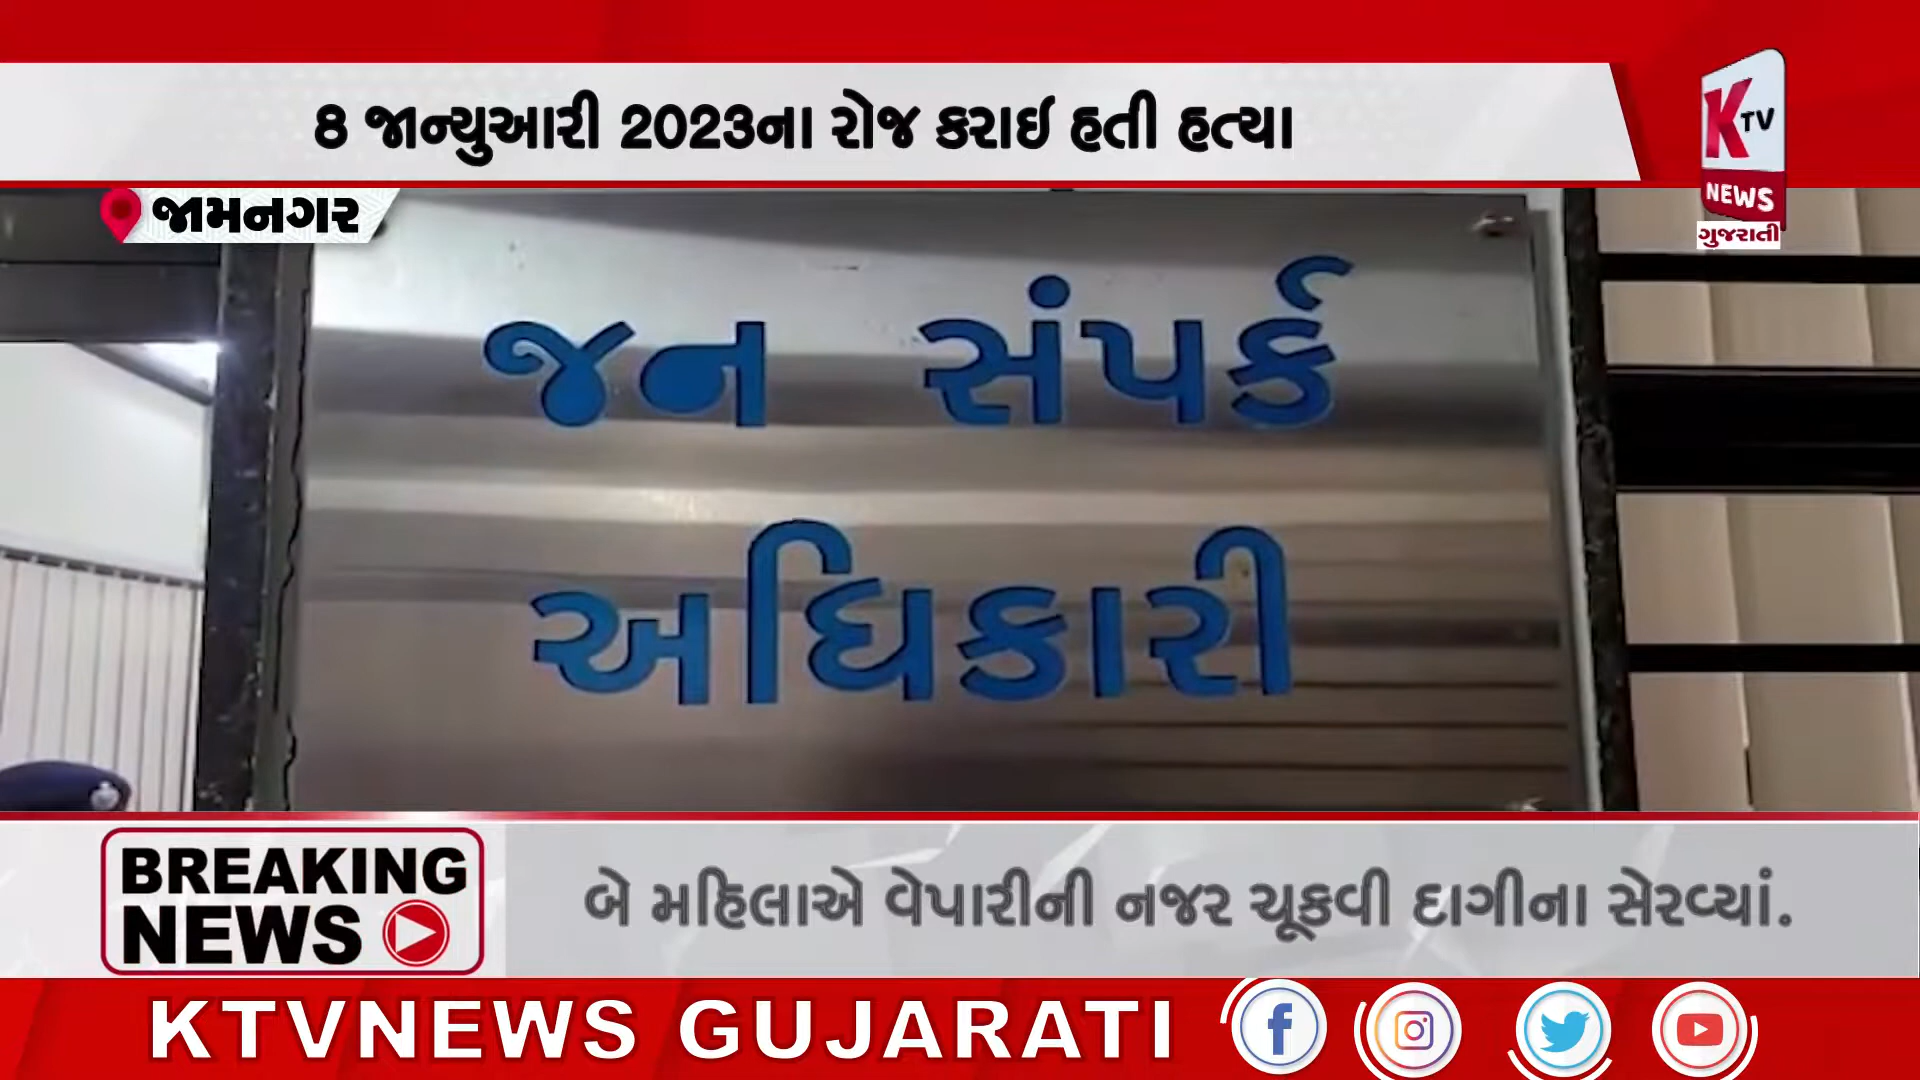 8 જાન્યુઆરી 2023ના રોજ કરાઇ હતી હત્યા
K TV
NEWS
ગુજરાતી
જામનગર
જન સંપર્ક
અધિકારી
BREAKING
NEWS
બે મહિલાએ વેપારીની નજર ચૂકવી દાગીના સેરવ્યાં.
KTVNEWS GUJARATI